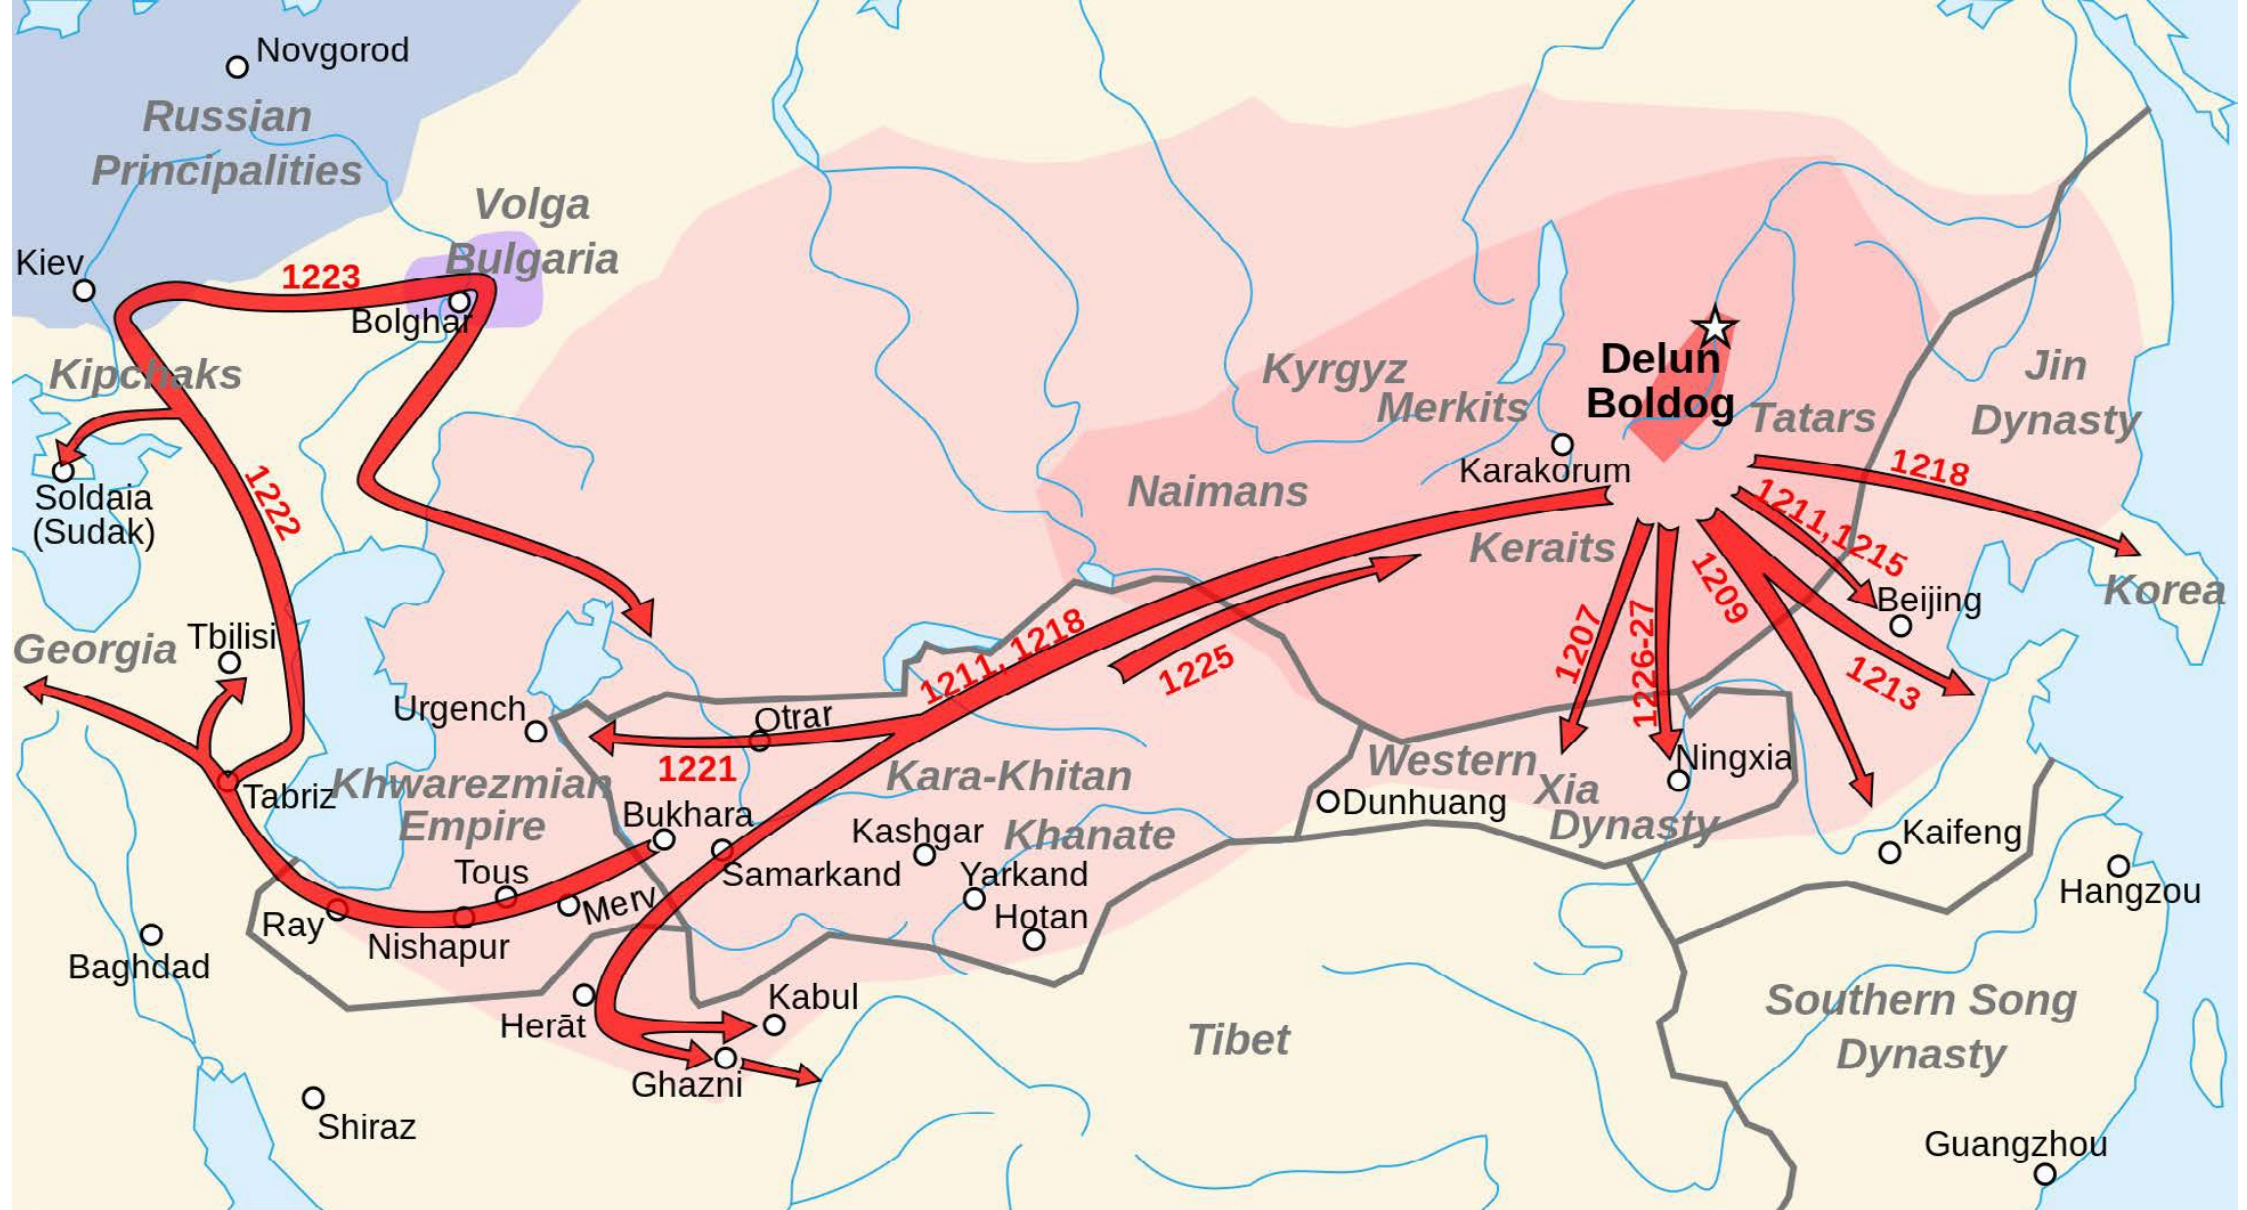 Novgorod
Russian
Principalities
Volga
Bulgaria
Kiev
1223
Bolghar
Kipchaks
Kyrgyz
Merkits
Delun
Boldog
Tatars
Jin
Dynasty
Karakorum
1218
Naimans
1222
Soldaia
(Sudak)
1211,1215
Keraits
Korea
Beijing
1209
1207
1226-27
1213
Tbilisi
Georgia
1211, 1218
1225
Urgench
Otrar
1221
Tabriz
Khwarezmian
Empire
Kara-Khitan
Khanate
Western
Xia
Dynasty
Ningxia
Dunhuang
Bukhara
Kashgar
Samarkand
Yarkand
Hotan
Kaifeng
Hangzou
Tous
Merv
Ray
Nishapur
Baghdad
Herāt
Kabul
Ghazni
Tibet
Southern Song
Dynasty
Shiraz
Guangzhou